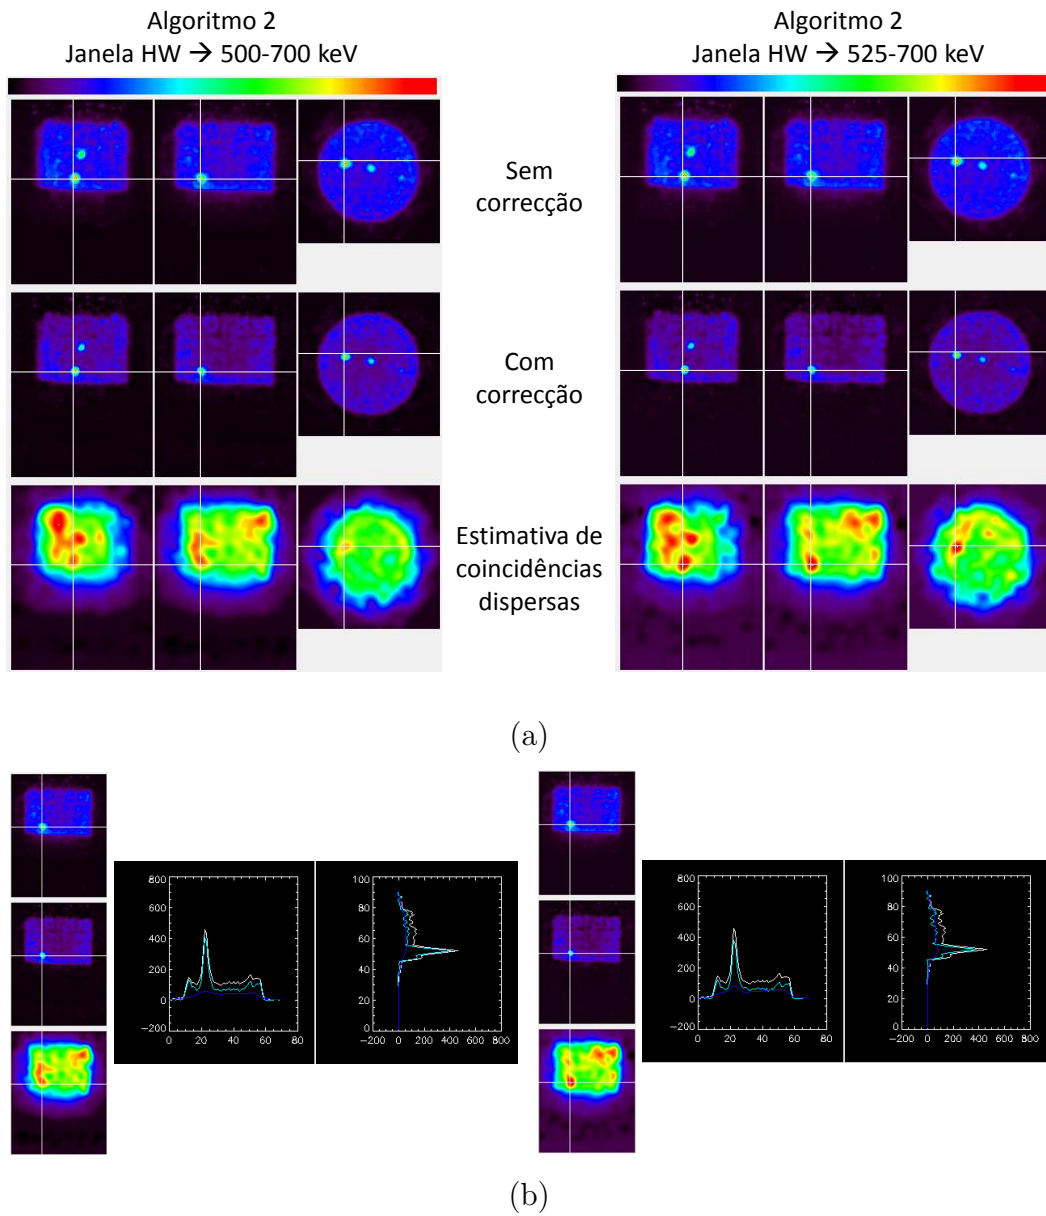 Algoritmo 2
Janela HW → 500-700 keV
Algoritmo 2
Janela HW → 525-700 keV
Sem
correcção
Com
correcção
Estimativa de
coincidências
dispersas
(a)
800
600
400
200
0
−200
0 20 40 60 80
100
80
60
40
20
0
−200 0 200 400 600 800
800
600
400
200
0
−200
0 20 40 60 80
100
80
60
40
20
0
−200 0 200 400 600 800
(b)